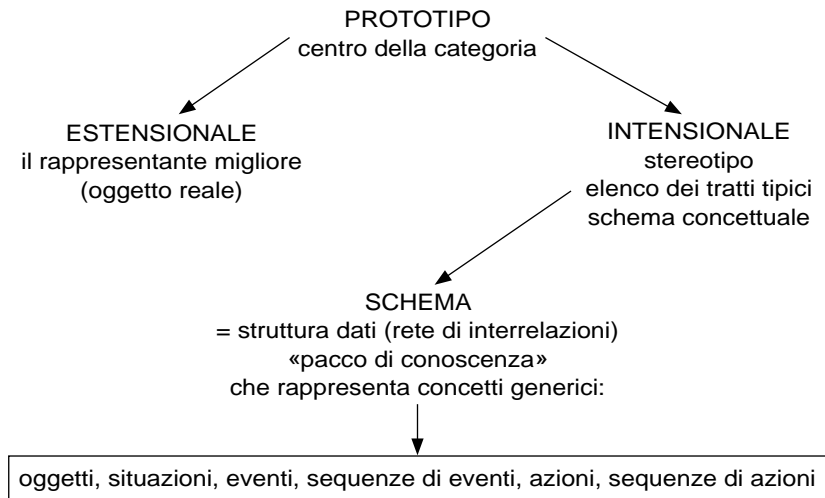 PROTOTIPO
centro della categoria
ESTENSIONALE
il rappresentante migliore
(oggetto reale)
INTENSIONALE
stereotipo
elenco dei tratti tipici
schema concettuale
SCHEMA
= struttura dati (rete di interrelazioni)
«pacco di conoscenza»
che rappresenta concetti generici:
oggetti, situazioni, eventi, sequenze di eventi, azioni, sequenze di azioni